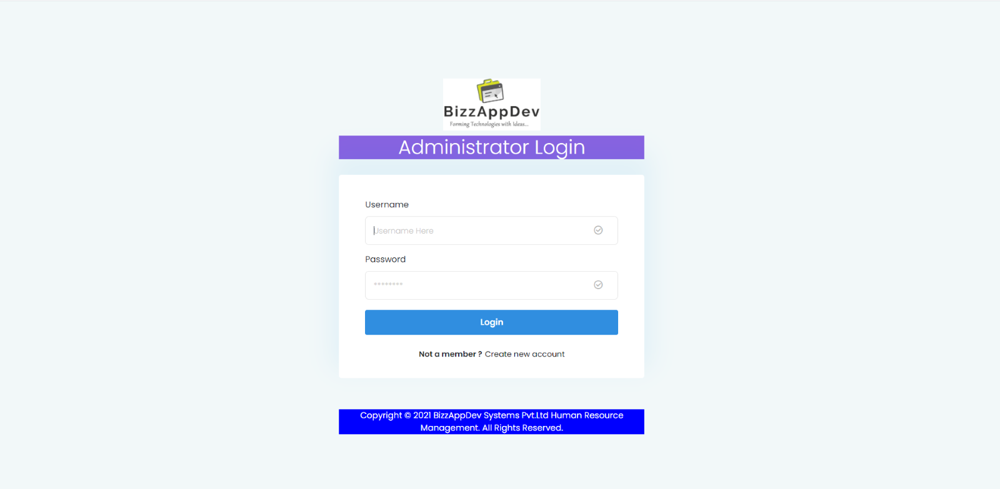 BizzAppDev
Forming Technologies with Ideas...
Administrator Login
Username
Username Here
Password
********
Login
Not a member ? Create new account
Copyright © 2021 BizzAppDev Systems Pvt.Ltd Human Resource
Management. All Rights Reserved.